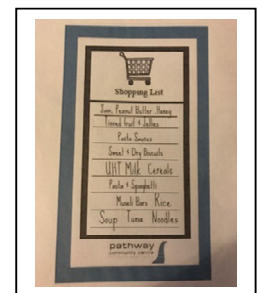 Shopping List
Jam, Peanut Butter, Honey
Tinned fruit & Jellies
Pasta Sauces
Sweet & Dry Biscuits
UHT Milk Cereals
Pasta & Spaghetti
Muesli Bars Rice
Soup Tuna Noodles
pathway
community centre